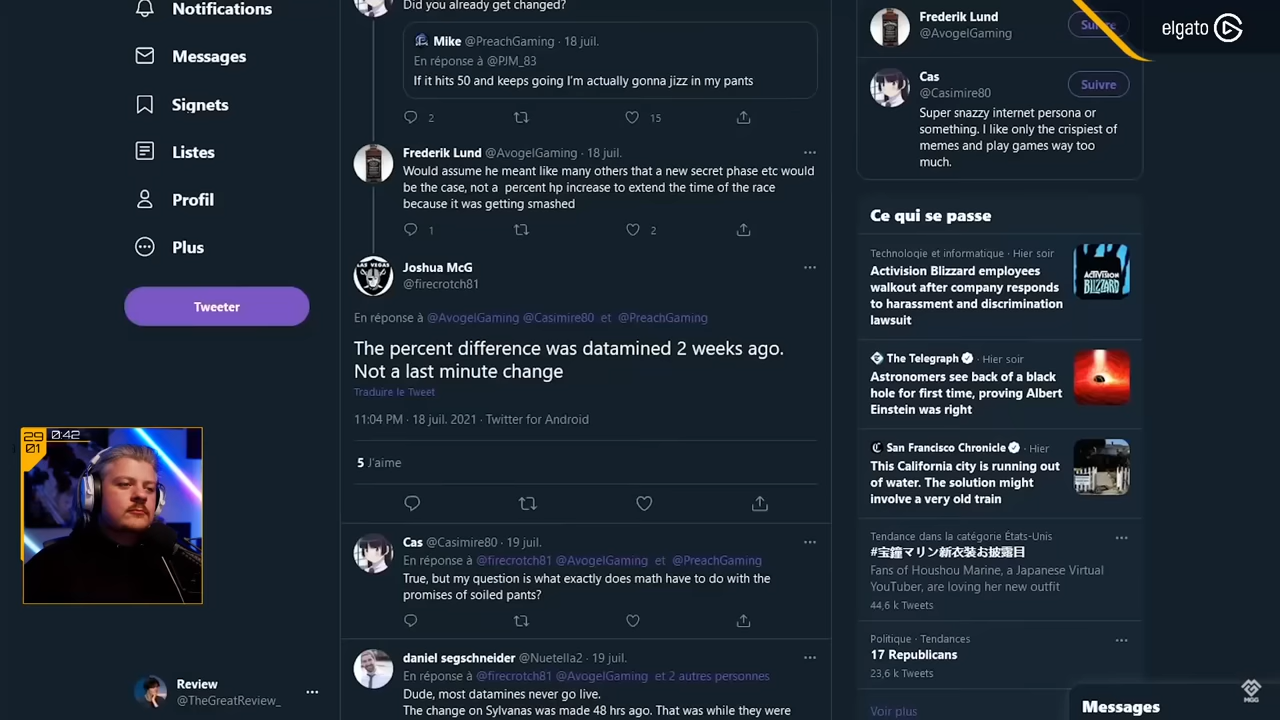 Notifications
Messages
Signets
Listes
Profil
Plus
Tweeter
Review
@TheGreatReview_
29
01
0:42
Did you already get changed?
Mike @PreachGaming · 18 juil.
En réponse à @PJM_83
If it hits 50 and keeps going I'm actually gonna jizz in my pants
2
15
Frederik Lund @AvogelGaming · 18 juil.
Would assume he meant like many others that a new secret phase etc would
be the case, not a percent hp increase to extend the time of the race
because it was getting smashed
1
2
LAS VEGAS
Joshua McG
@firecrotch81
En réponse à @AvogelGaming @Casimire80 et @PreachGaming
The percent difference was datamined 2 weeks ago.
Not a last minute change
Traduire le Tweet
11:04 PM · 18 juil. 2021 · Twitter for Android
5 J'aime
Cas @Casimire80 · 19 juil.
En réponse à @firecrotch81 @AvogelGaming et @PreachGaming
True, but my question is what exactly does math have to do with the
promises of soiled pants?
daniel segschneider @Nuetella2 · 19 juil.
En réponse à @firecrotch81 @AvogelGaming et 2 autres personnes
Dude, most datamines never go live.
The change on Sylvanas was made 48 hrs ago. That was while they were
Frederik Lund
@AvogelGaming
Suivre
elgato
Cas
@Casimire80
Suivre
Super snazzy internet persona or
something. I like only the crispiest of
memes and play games way too
much.
Ce qui se passe
Technologie et informatique · Hier soir
Activision Blizzard employees
walkout after company responds
to harassment and discrimination
lawsuit
ACTIVISION
BLIZZARD
The Telegraph · Hier soir
Astronomers see back of a black
hole for first time, proving Albert
Einstein was right
San Francisco Chronicle · Hier
This California city is running out
of water. The solution might
involve a very old train
Tendance dans la catégorie États-Unis
#宝鐘マリン新衣装お披露目
Fans of Houshou Marine, a Japanese Virtual
YouTuber, are loving her new outfit
44,6 k Tweets
Politique · Tendances
17 Republicans
23,6 k Tweets
Voir plus
Messages
MGG